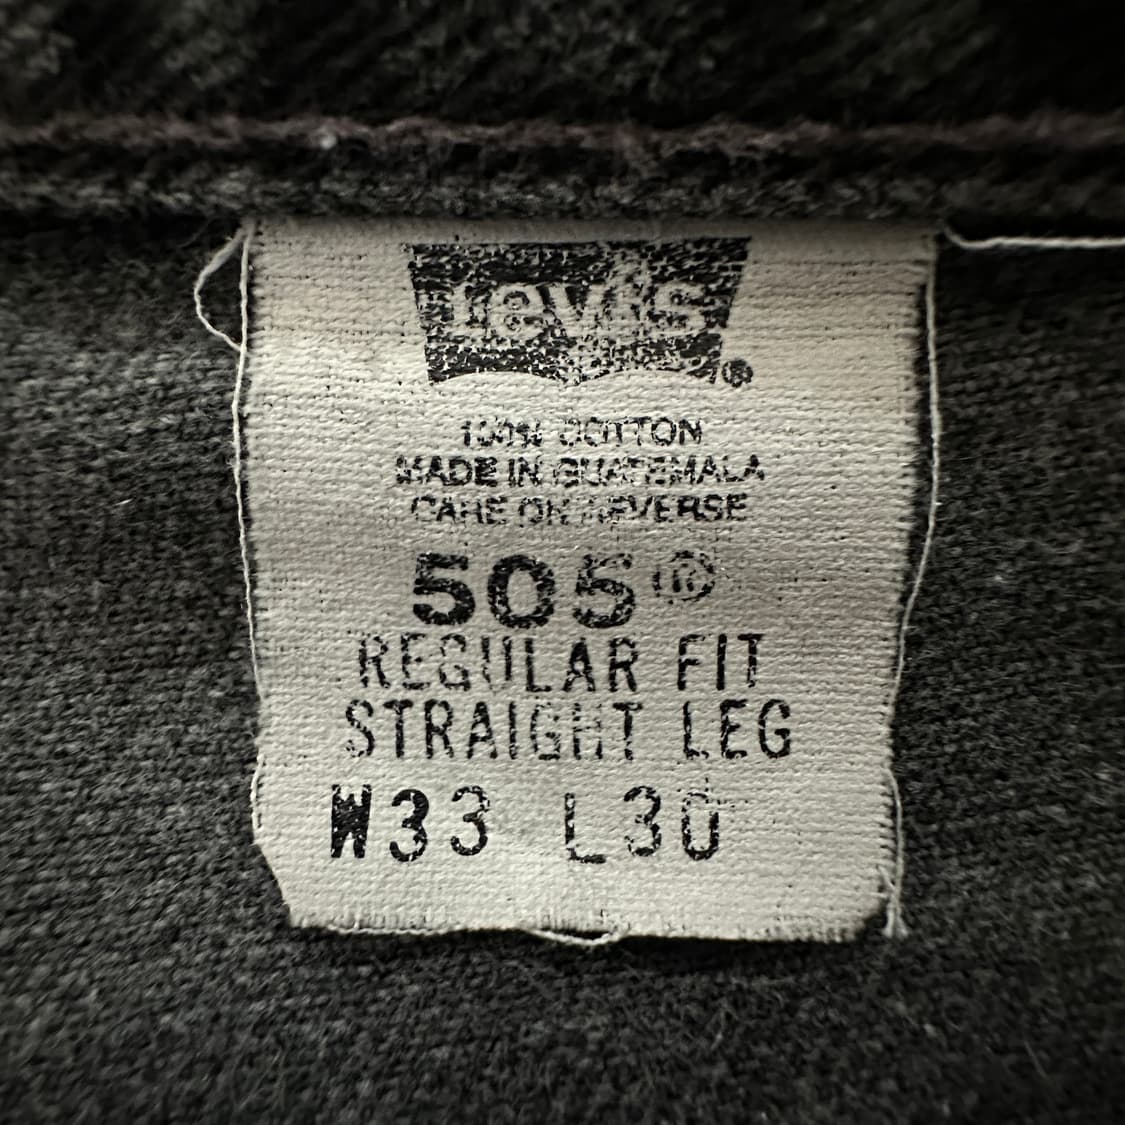 Levi's®
100% COTTON
MADE IN GUATEMALA
CARE ON REVERSE
505®
REGULAR FIT
STRAIGHT LEG
W33 L30